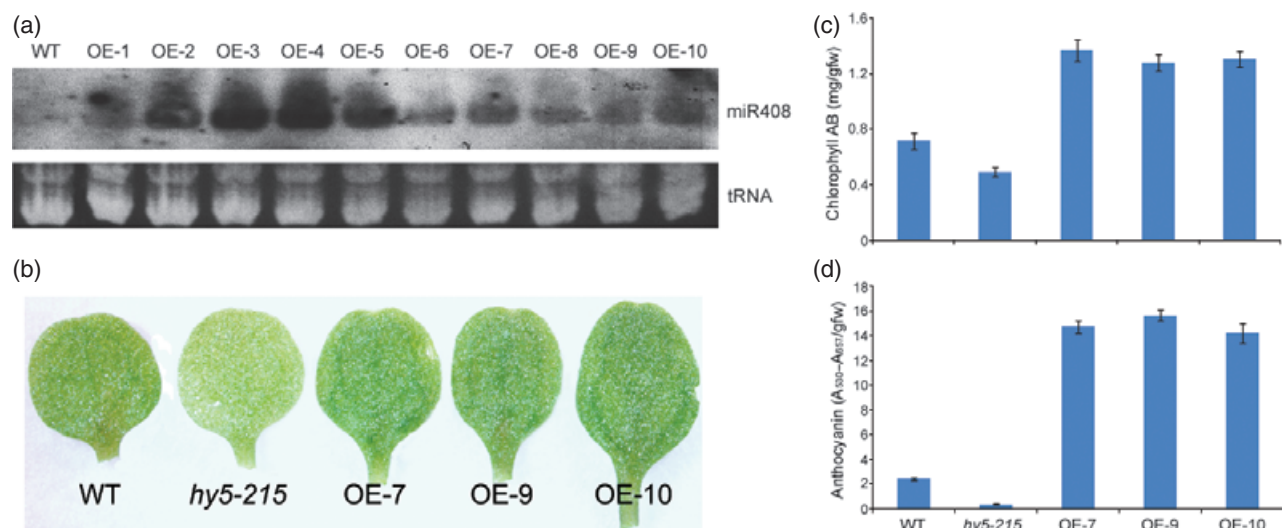 (a)
WT OE-1 OE-2 OE-3 OE-4 OE-5 OE-6 OE-7 OE-8 OE-9 OE-10
miR408
tRNA
(b)
WT hy5-215 OE-7 OE-9 OE-10
(c)
Chlorophyll AB (mg/gfw)
1.6
1.2
0.8
0.4
0
(d)
Anthocyanin (A530–A657/gfw)
18
16
14
12
10
8
6
4
2
0
WT hy5-215 OE-7 OE-9 OE-10